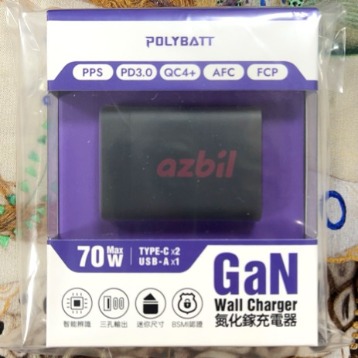 POLYBATT
PPS PD3.0 QC4+ AFC FCP
azbil
70W Max
TYPE-C x2
USB-A x1
GaN
Wall Charger
氮化鎵充電器
智能辨識 三孔輸出 迷你尺寸 BSMI認證